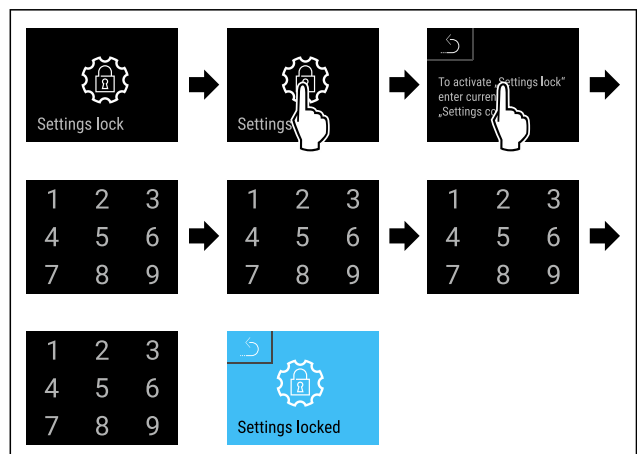 Settings lock
Settings
To activate „Settings lock"
enter curren
„Settings co
1 2 3
4 5 6
7 8 9
1 2 3
4 5 6
7 8 9
1 2 3
4 5 6
7 8 9
1 2 3
4 5 6
7 8 9
Settings locked